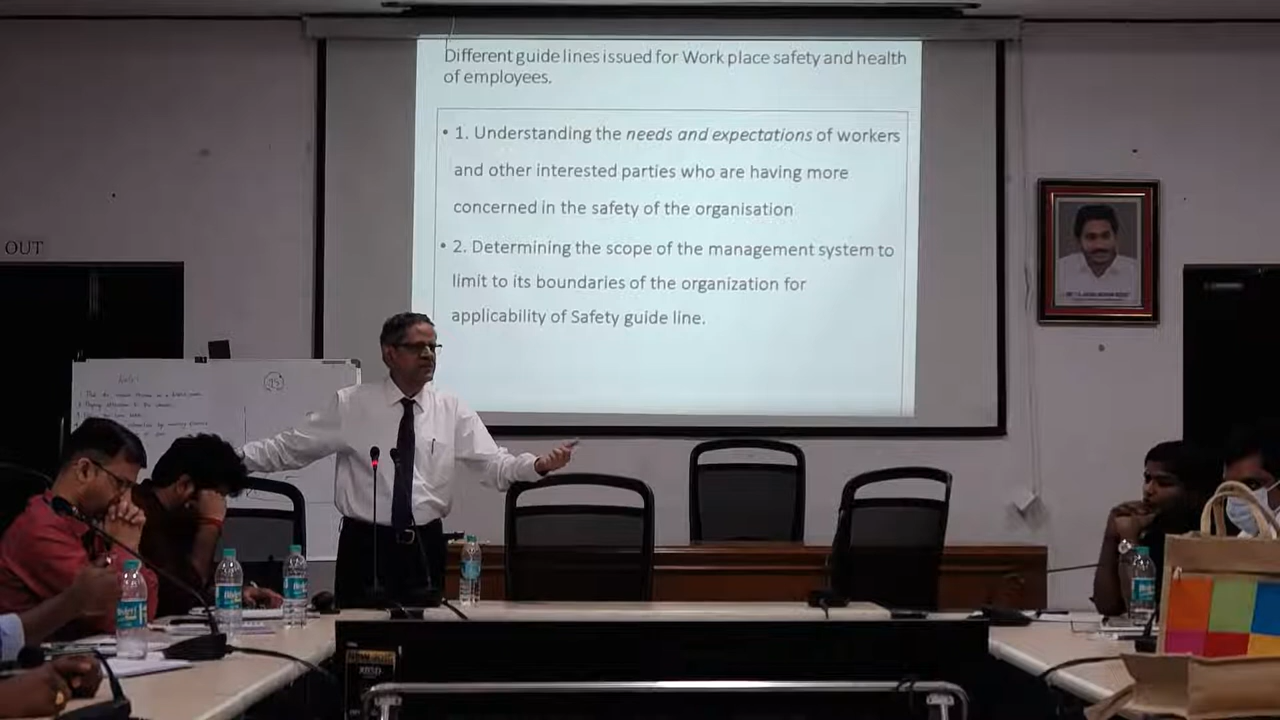 Different guide lines issued for Work place safety and health
of employees.
• 1. Understanding the needs and expectations of workers
and other interested parties who are having more
concerned in the safety of the organisation
• 2. Determining the scope of the management system to
limit to its boundaries of the organization for
applicability of Safety guide line.
OUT